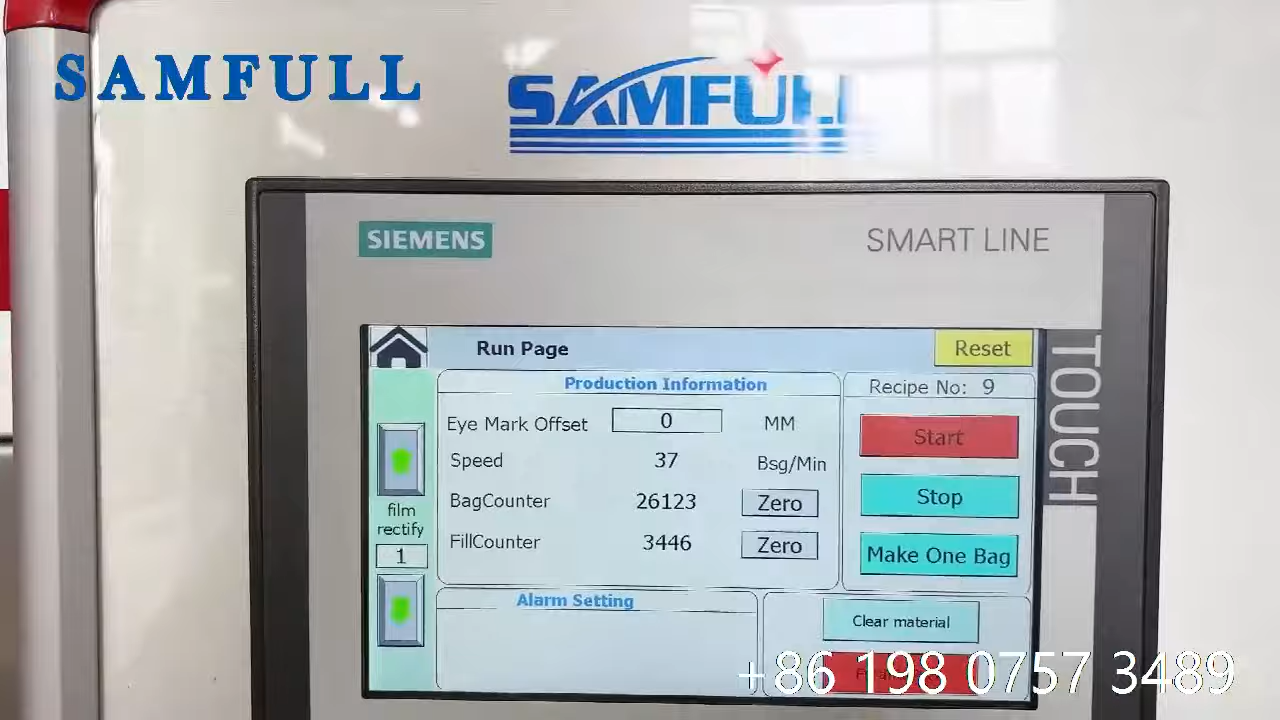 SAMFULL
SAMFULL
SIEMENS
SMART LINE
TOUCH
Run Page
Reset
Production Information
Recipe No: 9
Eye Mark Offset 0 MM
Start
Speed 37 Bsg/Min
Stop
BagCounter 26123 Zero
film
rectify
FillCounter 3446 Zero
1
Make One Bag
Alarm Setting
Clear material
+86 198 0757 3489